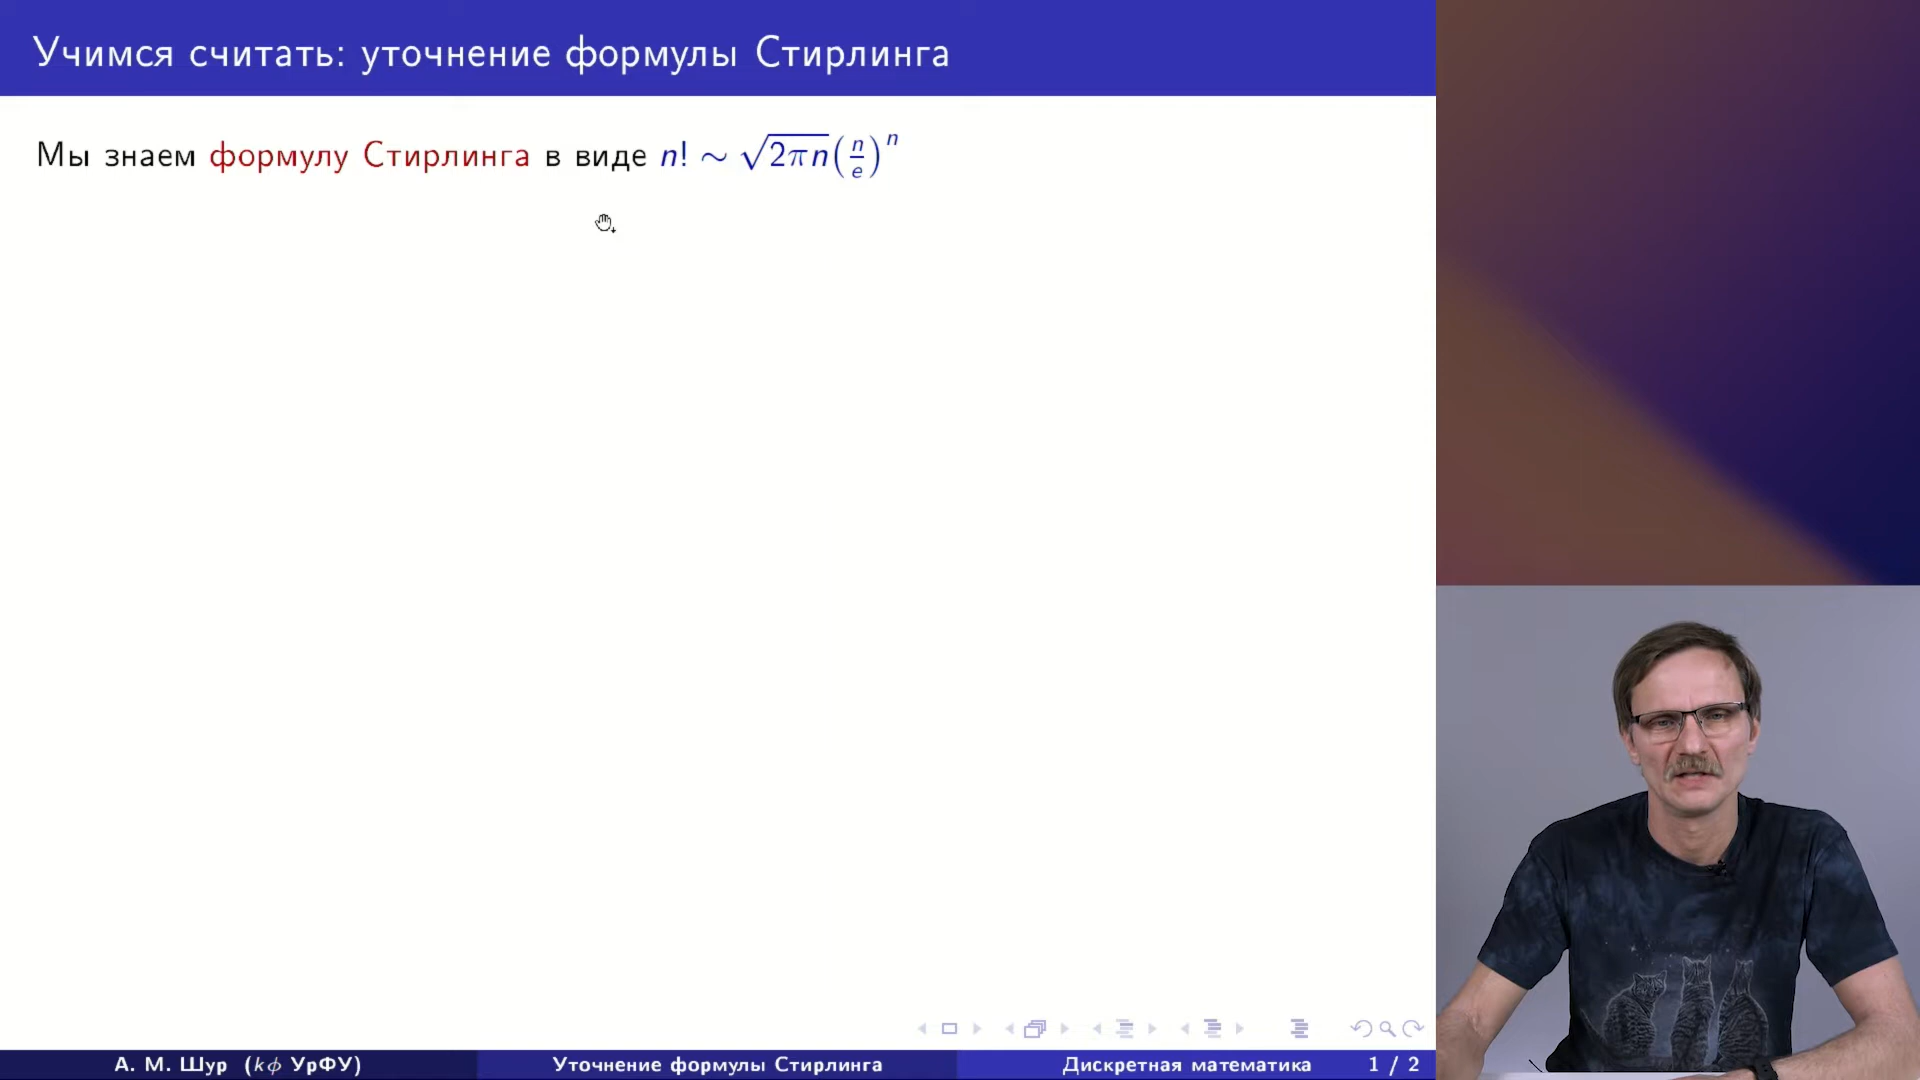 Учимся считать: уточнение формулы Стирлинга
Мы знаем формулу Стирлинга в виде n! ∼ √2πn(n/e)^n
А. М. Шур (kф УрФУ) Уточнение формулы Стирлинга Дискретная математика 1 / 2